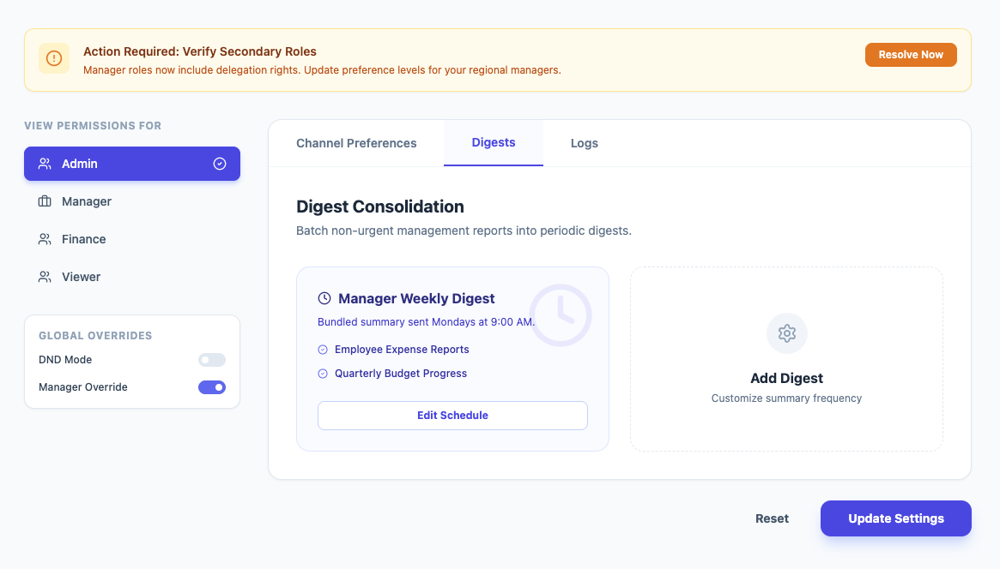 Action Required: Verify Secondary Roles
Manager roles now include delegation rights. Update preference levels for your regional managers.
Resolve Now
VIEW PERMISSIONS FOR
Admin
Manager
Finance
Viewer
GLOBAL OVERRIDES
DND Mode
Manager Override
Channel Preferences
Digests
Logs
Digest Consolidation
Batch non-urgent management reports into periodic digests.
Manager Weekly Digest
Bundled summary sent Mondays at 9:00 AM.
Employee Expense Reports
Quarterly Budget Progress
Edit Schedule
Add Digest
Customize summary frequency
Reset
Update Settings